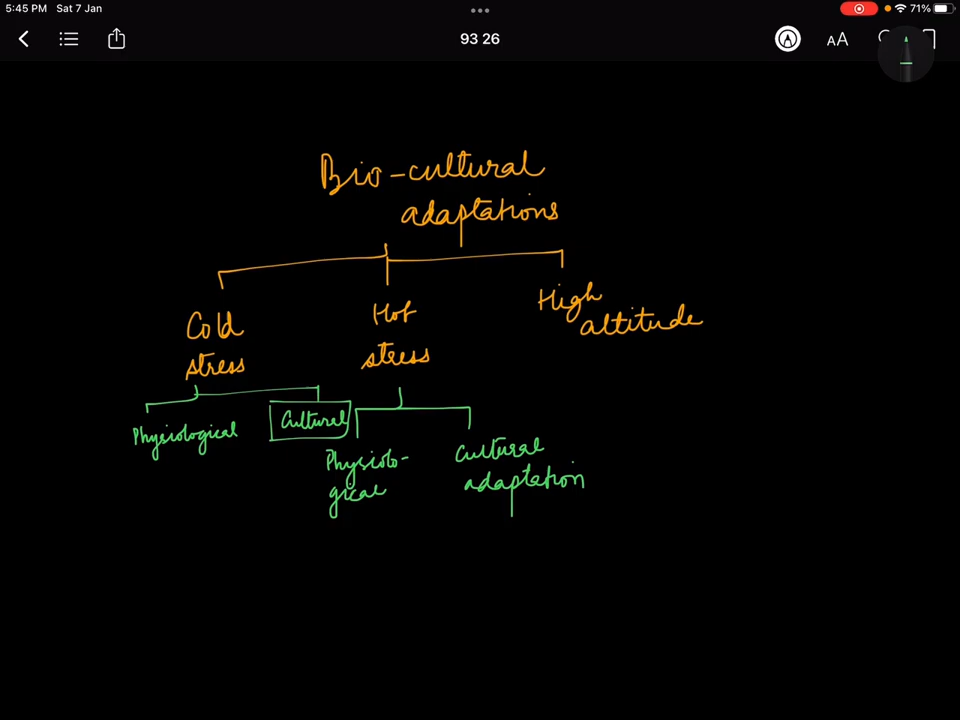 5:45 PM Sat 7 Jan
71%
93 26
AA
Bio-cultural
adaptations
Cold
stress
Hot
stress
High
altitude
Physiological
Cultural
Physiolo-
gical
Cultural
adaptation